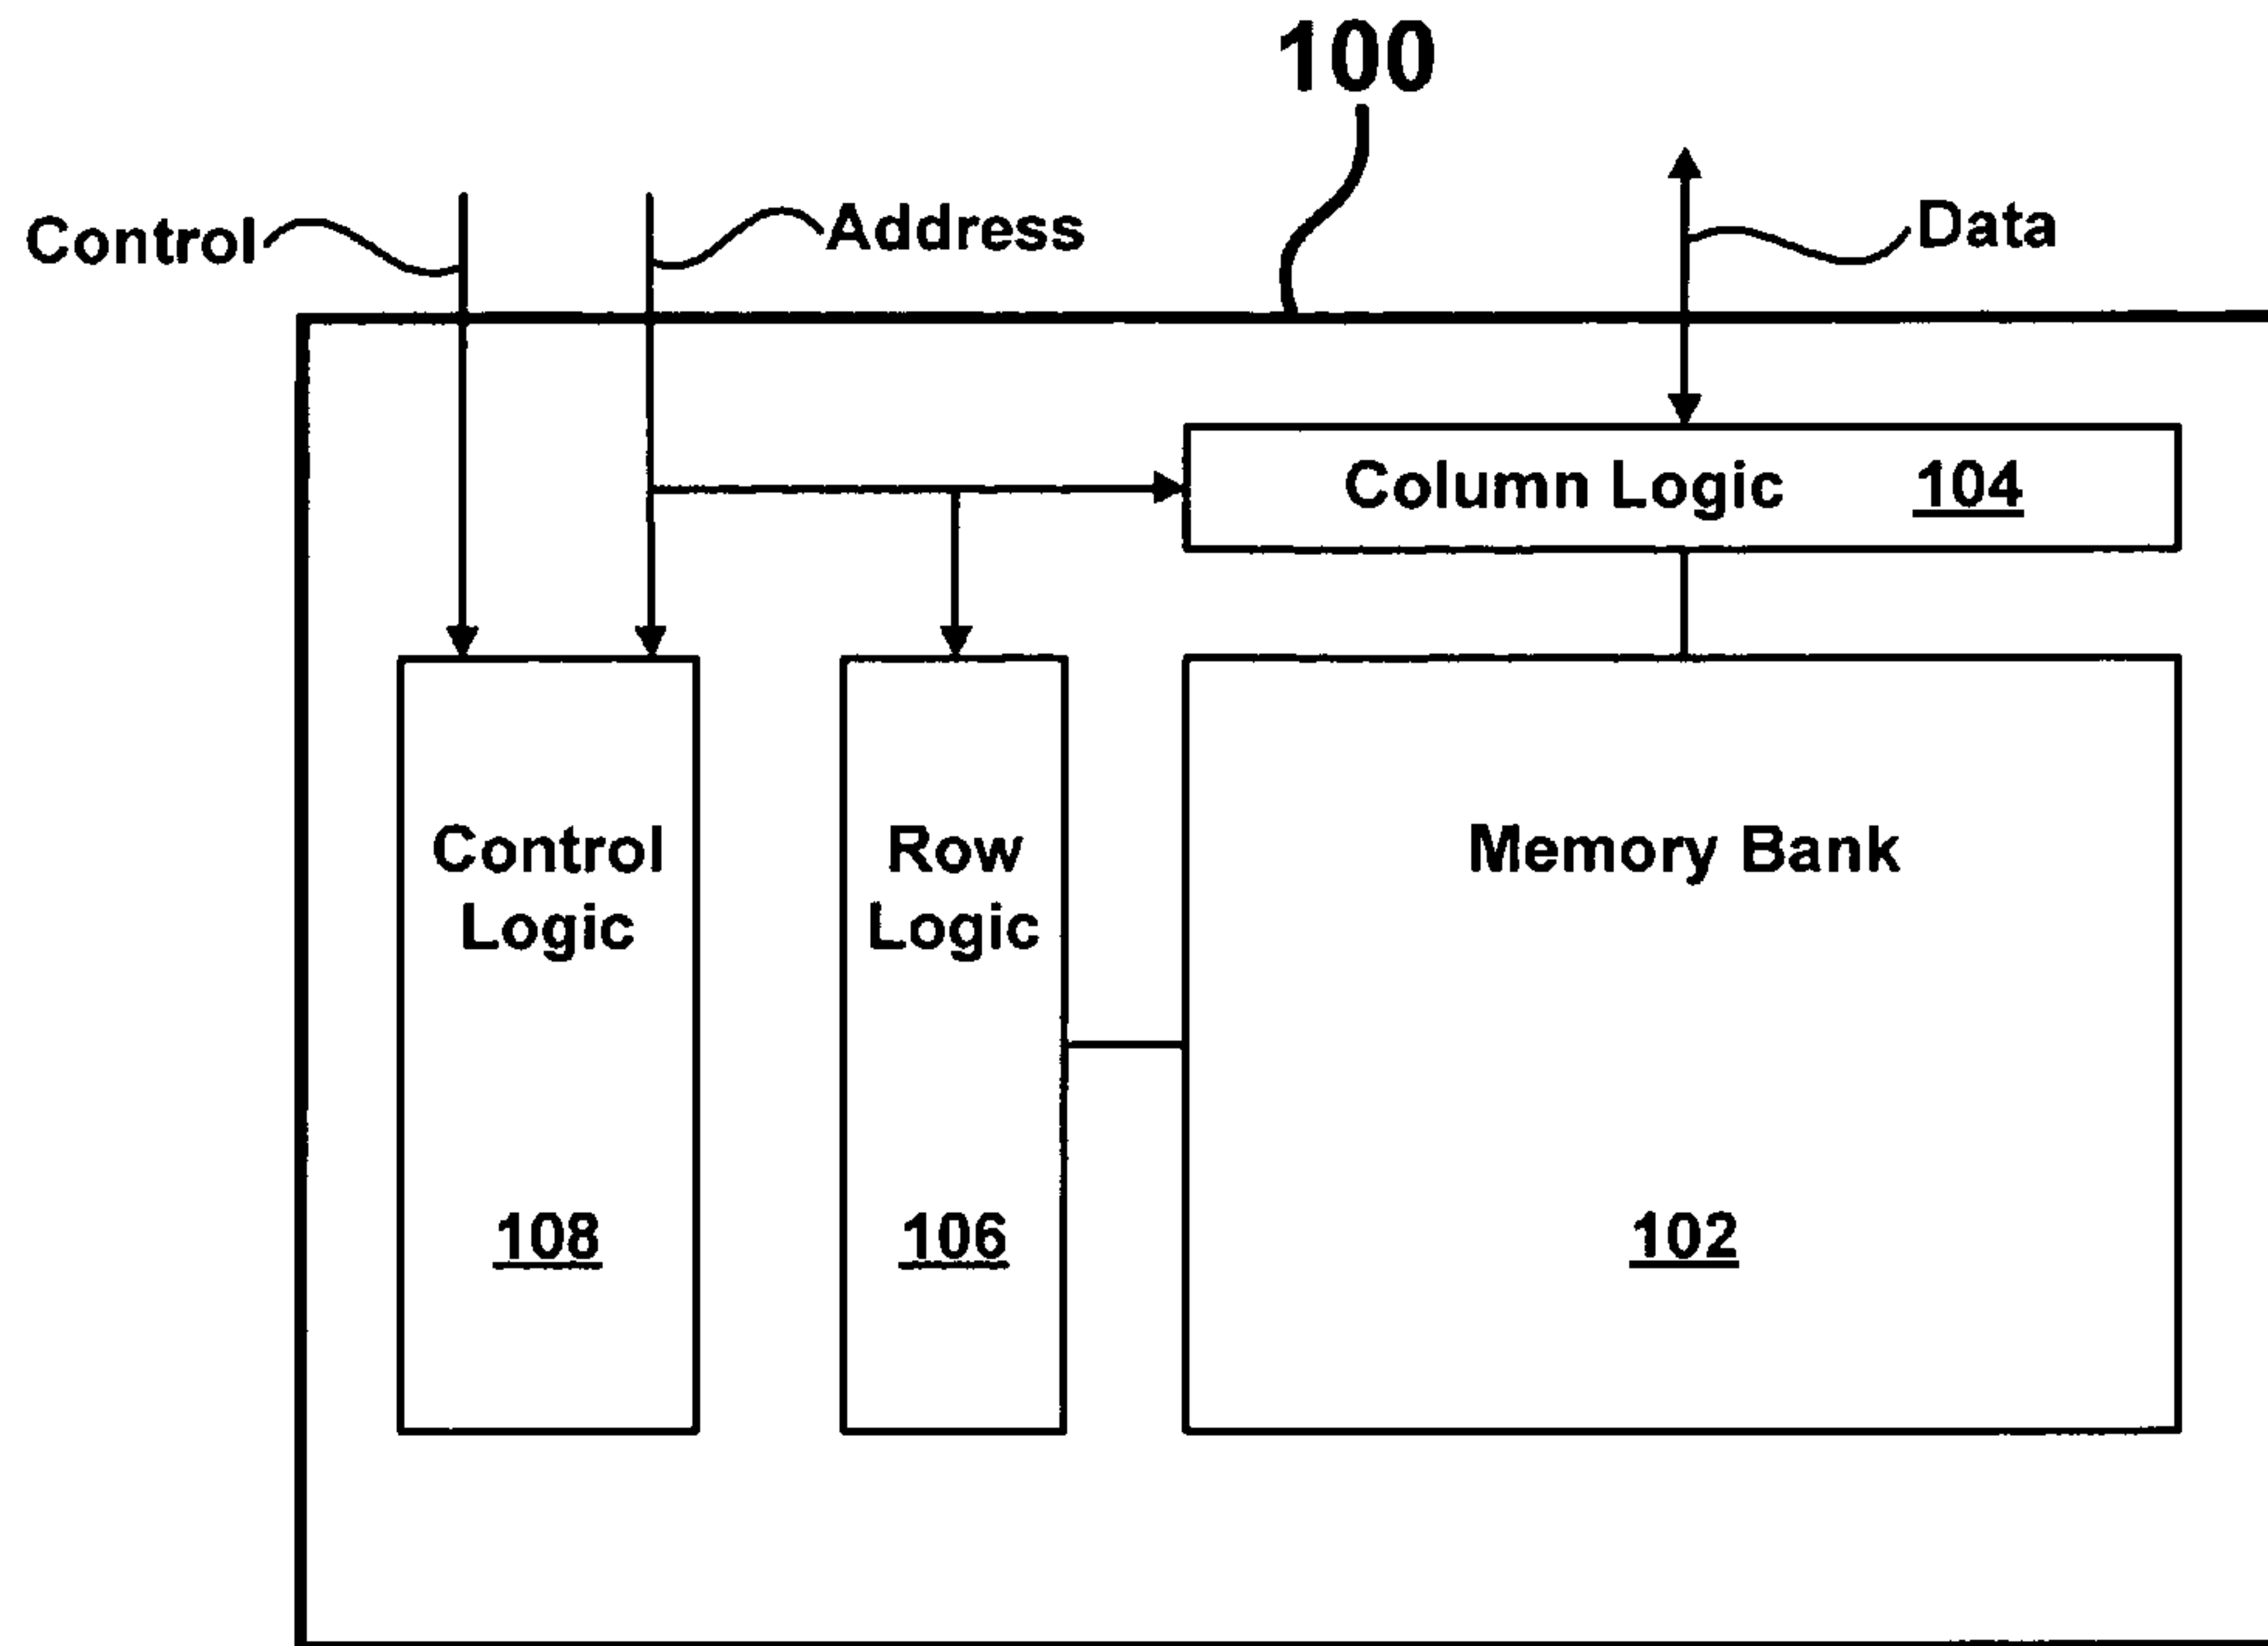 100
Control
Address
Data
Column Logic 104
Control
Logic
108
Row
Logic
106
Memory Bank
102